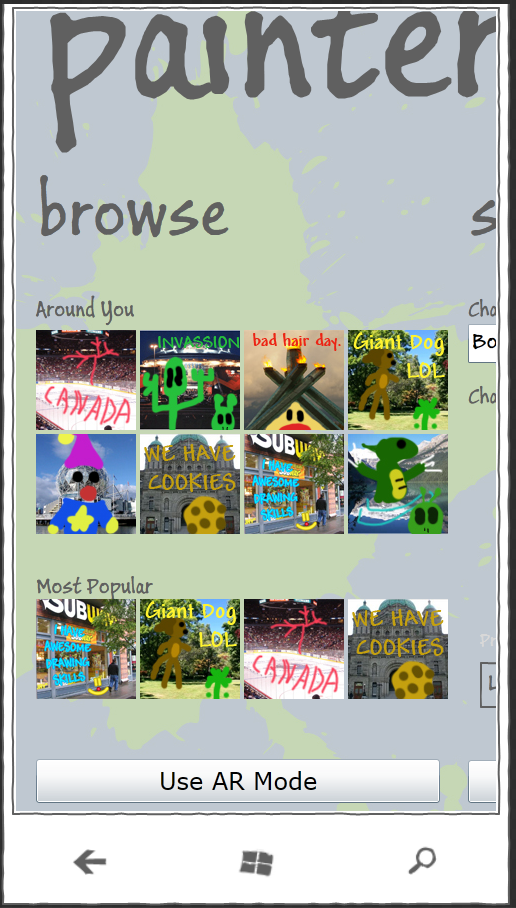 painter
browse
s
Around You
Cho
CANADA
INVASSION
bad hair day.
Giant Dog
LOL
Bo
Cho
WE HAVE
COOKIES
SUBW
I HAVE
AWESOME
DRAWING
SKILLS
Most Popular
SUBW
I HAVE
AWESOME
DRAWING
SKILLS
Giant Dog
LOL
CANADA
WE HAVE
COOKIES
Use AR Mode